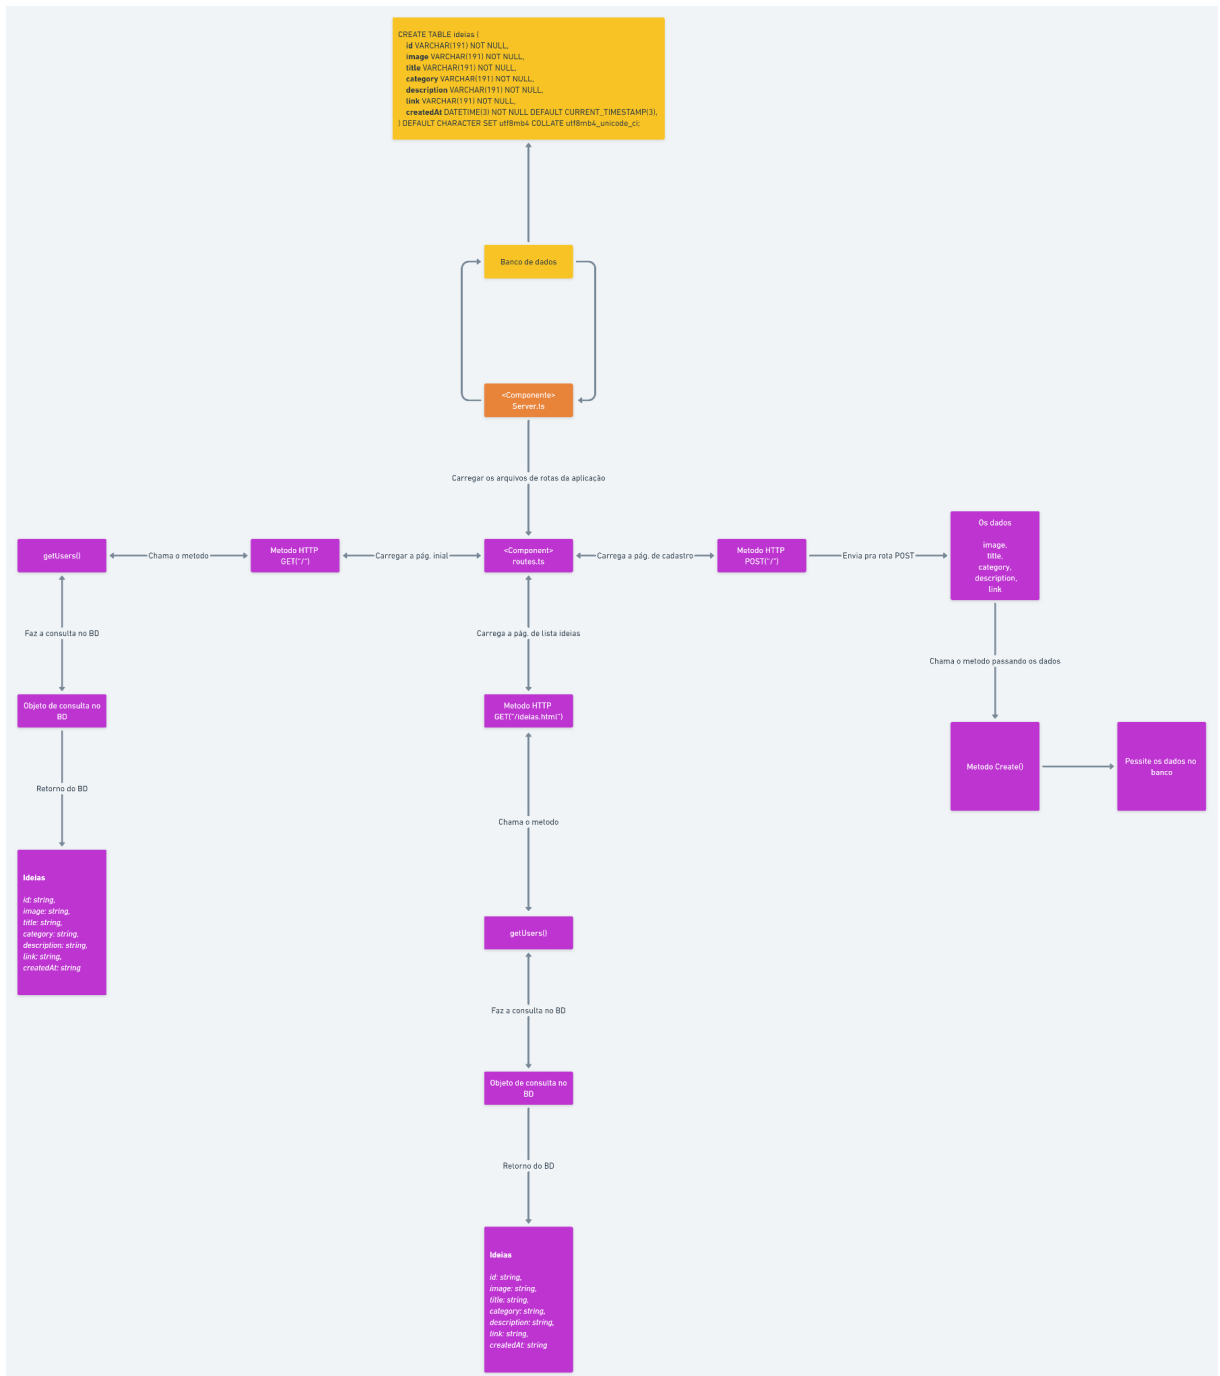 CREATE TABLE ideias (
id VARCHAR(191) NOT NULL,
image VARCHAR(191) NOT NULL,
title VARCHAR(191) NOT NULL,
category VARCHAR(191) NOT NULL,
description VARCHAR(191) NOT NULL,
link VARCHAR(191) NOT NULL,
createdAt DATETIME(3) NOT NULL DEFAULT CURRENT_TIMESTAMP(3),
) DEFAULT CHARACTER SET utf8mb4 COLLATE utf8mb4_unicode_ci;
Banco de dados
<Componente>
Server.ts
Carregar os arquivos de rotas da aplicação
getUsers()
Chama o metodo
Metodo HTTP
GET("/")
Carregar a pág. inial
<Component>
routes.ts
Carrega a pág. de cadastro
Metodo HTTP
POST("/")
Envia pra rota POST
Os dados
image,
title,
category,
description,
link
Faz a consulta no BD
Carrega a pág. de lista ideias
Chama o metodo passando os dados
Objeto de consulta no
BD
Metodo HTTP
GET("/ideias.html")
Metodo Create()
Pessite os dados no
banco
Retorno do BD
Chama o metodo
Ideias
id: string,
image: string,
title: string,
category: string,
description: string,
link: string,
createdAt: string
getUsers()
Faz a consulta no BD
Objeto de consulta no
BD
Retorno do BD
Ideias
id: string,
image: string,
title: string,
category: string,
description: string,
link: string,
createdAt: string